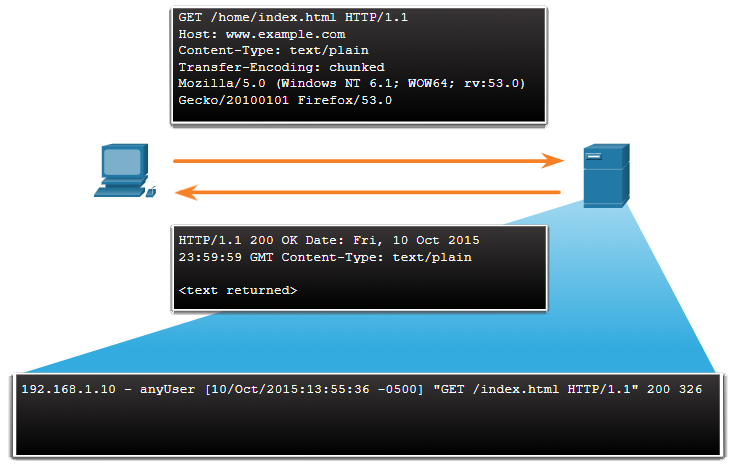 GET /home/index.html HTTP/1.1
Host: www.example.com
Content-Type: text/plain
Transfer-Encoding: chunked
Mozilla/5.0 (Windows NT 6.1; WOW64; rv:53.0)
Gecko/20100101 Firefox/53.0
HTTP/1.1 200 OK Date: Fri, 10 Oct 2015
23:59:59 GMT Content-Type: text/plain
<text returned>
192.168.1.10 - anyUser [10/Oct/2015:13:55:36 -0500] "GET /index.html HTTP/1.1" 200 326